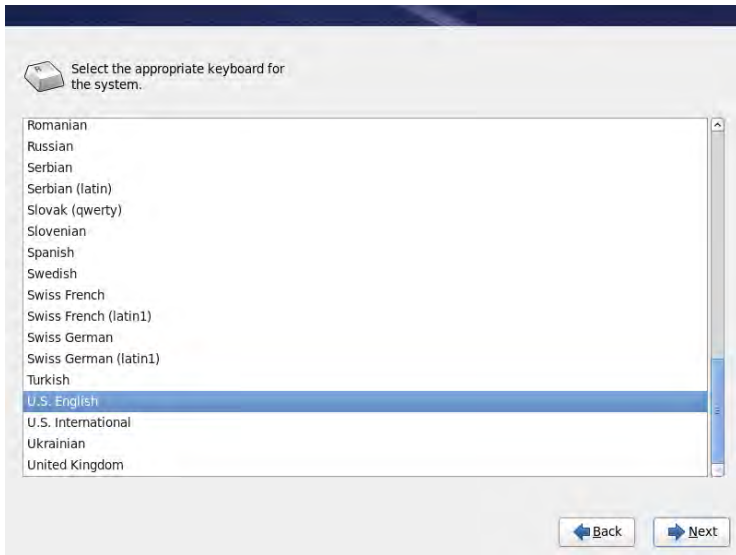 Select the appropriate keyboard for
the system.
Romanian
Russian
Serbian
Serbian (latin)
Slovak (qwerty)
Slovenian
Spanish
Swedish
Swiss French
Swiss French (latin1)
Swiss German
Swiss German (latin1)
Turkish
U.S. English
U.S. International
Ukrainian
United Kingdom
Back Next